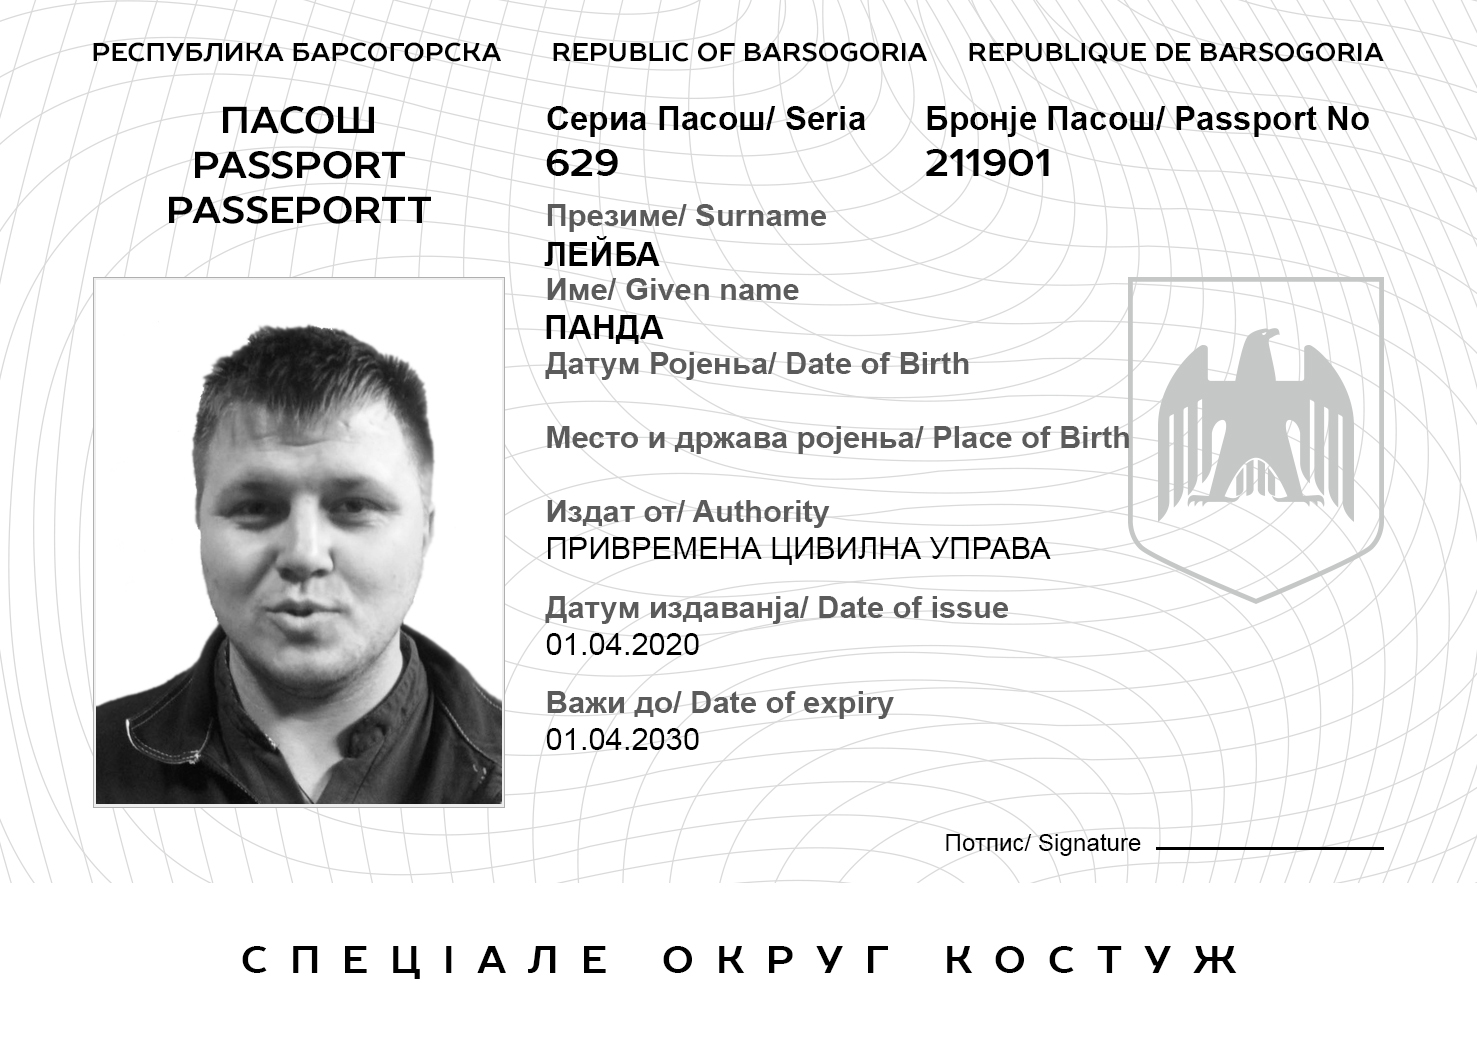 РЕСПУБЛИКА БАРСОГОРСКА REPUBLIC OF BARSOGORIA REPUBLIQUE DE BARSOGORIA
ПАСОШ
PASSPORT
PASSEPORTT
Сериа Пасош/ Seria Бронје Пасош/ Passport No
629 211901
Презиме/ Surname
ЛЕЙБА
Име/ Given name
ПАНДА
ДатумРојења/ Date of Birth
Место и држава ројења/ Place of Birth
Издат от/ Authority
ПРИВРЕМЕНА ЦИВИЛНА УПРАВА
Датум издаванја/ Date of issue
01.04.2020
Важи до/ Date of expiry
01.04.2030
Потпис/ Signature
СПЕЦІАЛЕ ОКРУГ КОСТУЖ